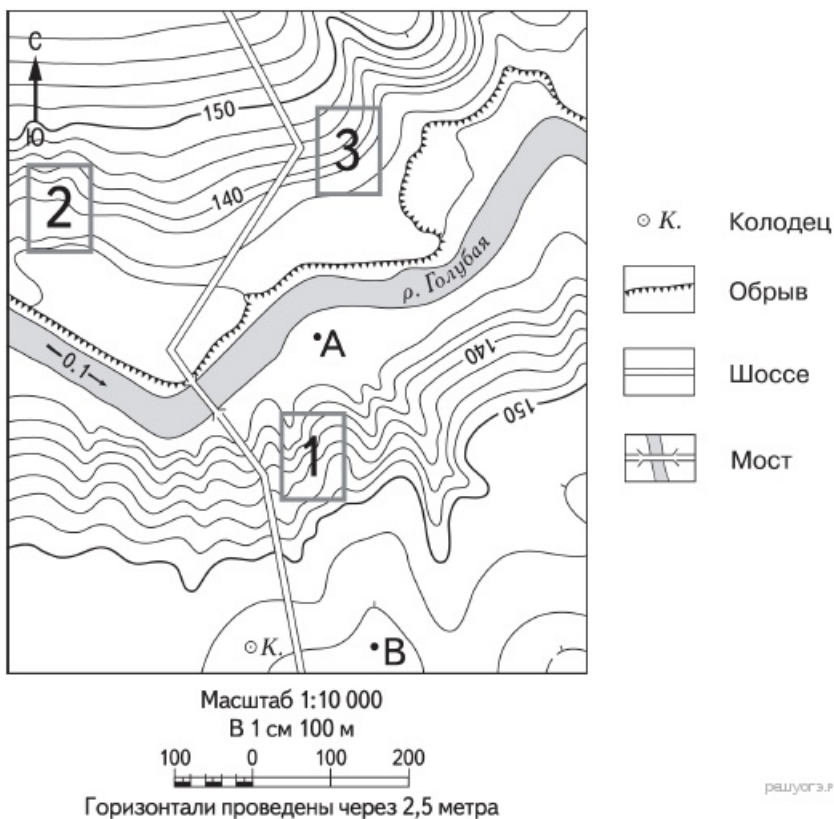 С
Ю
150
140
3
2
р. Голубая
А
0.1
140
150
1
К.
В
К. Колодец
Обрыв
Шоссе
Мост
Масштаб 1:10 000
В 1 см 100 м
100 0 100 200
Горизонтали проведены через 2,5 метра